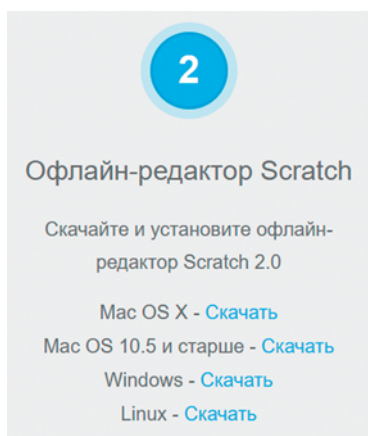 2
Офлайн-редактор Scratch
Скачайте и установите офлайн-
редактор Scratch 2.0
Mac OS X - Скачать
Mac OS 10.5 и старше - Скачать
Windows - Скачать
Linux - Скачать